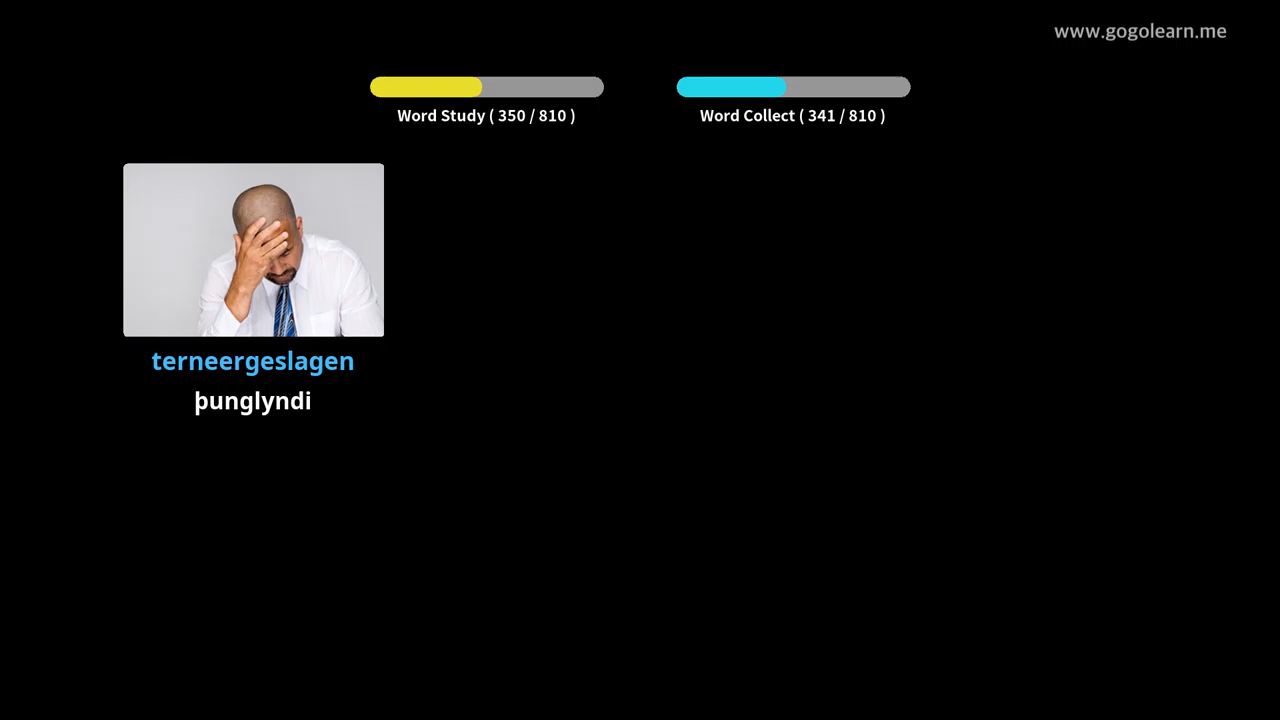 www.gogolearn.me
Word Study ( 350 / 810 )
Word Collect ( 341 / 810 )
terneergeslagen
þunglyndi